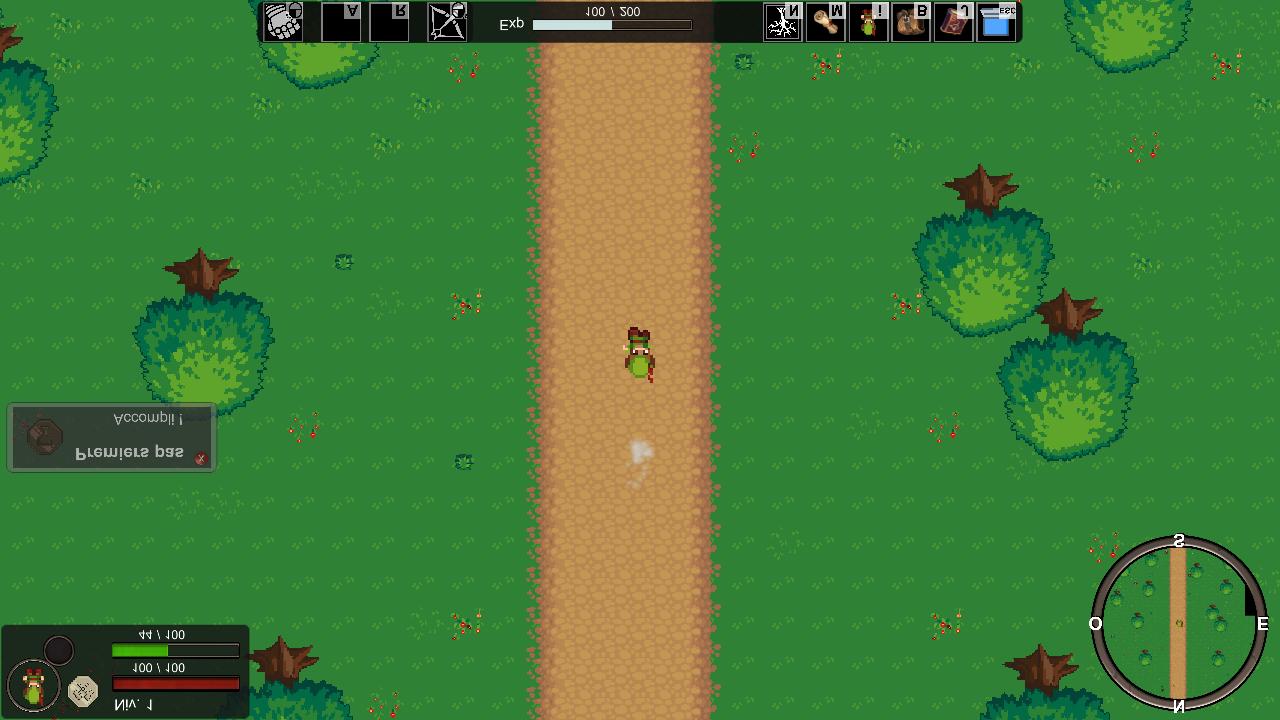 Niv. 1
100 / 100
44 / 100
N
O E
S
Premiers pas
Accompli !
A R
Exp 100 / 200
N M I B J ESC